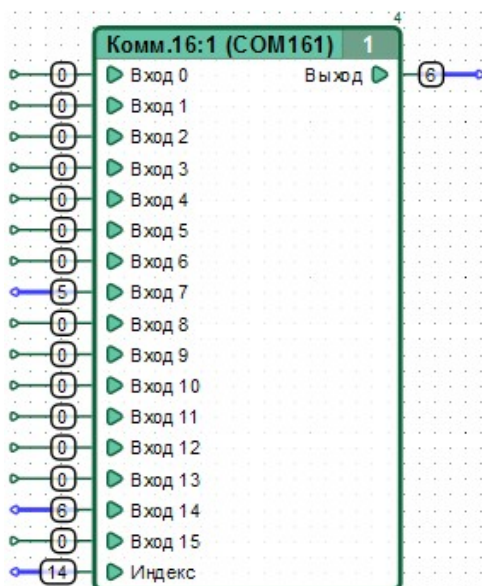 4
Комм.16:1 (COM161) 1
0 Вход 0 Выход 6
0 Вход 1
0 Вход 2
0 Вход 3
0 Вход 4
0 Вход 5
0 Вход 6
5 Вход 7
0 Вход 8
0 Вход 9
0 Вход 10
0 Вход 11
0 Вход 12
0 Вход 13
6 Вход 14
0 Вход 15
14 Индекс